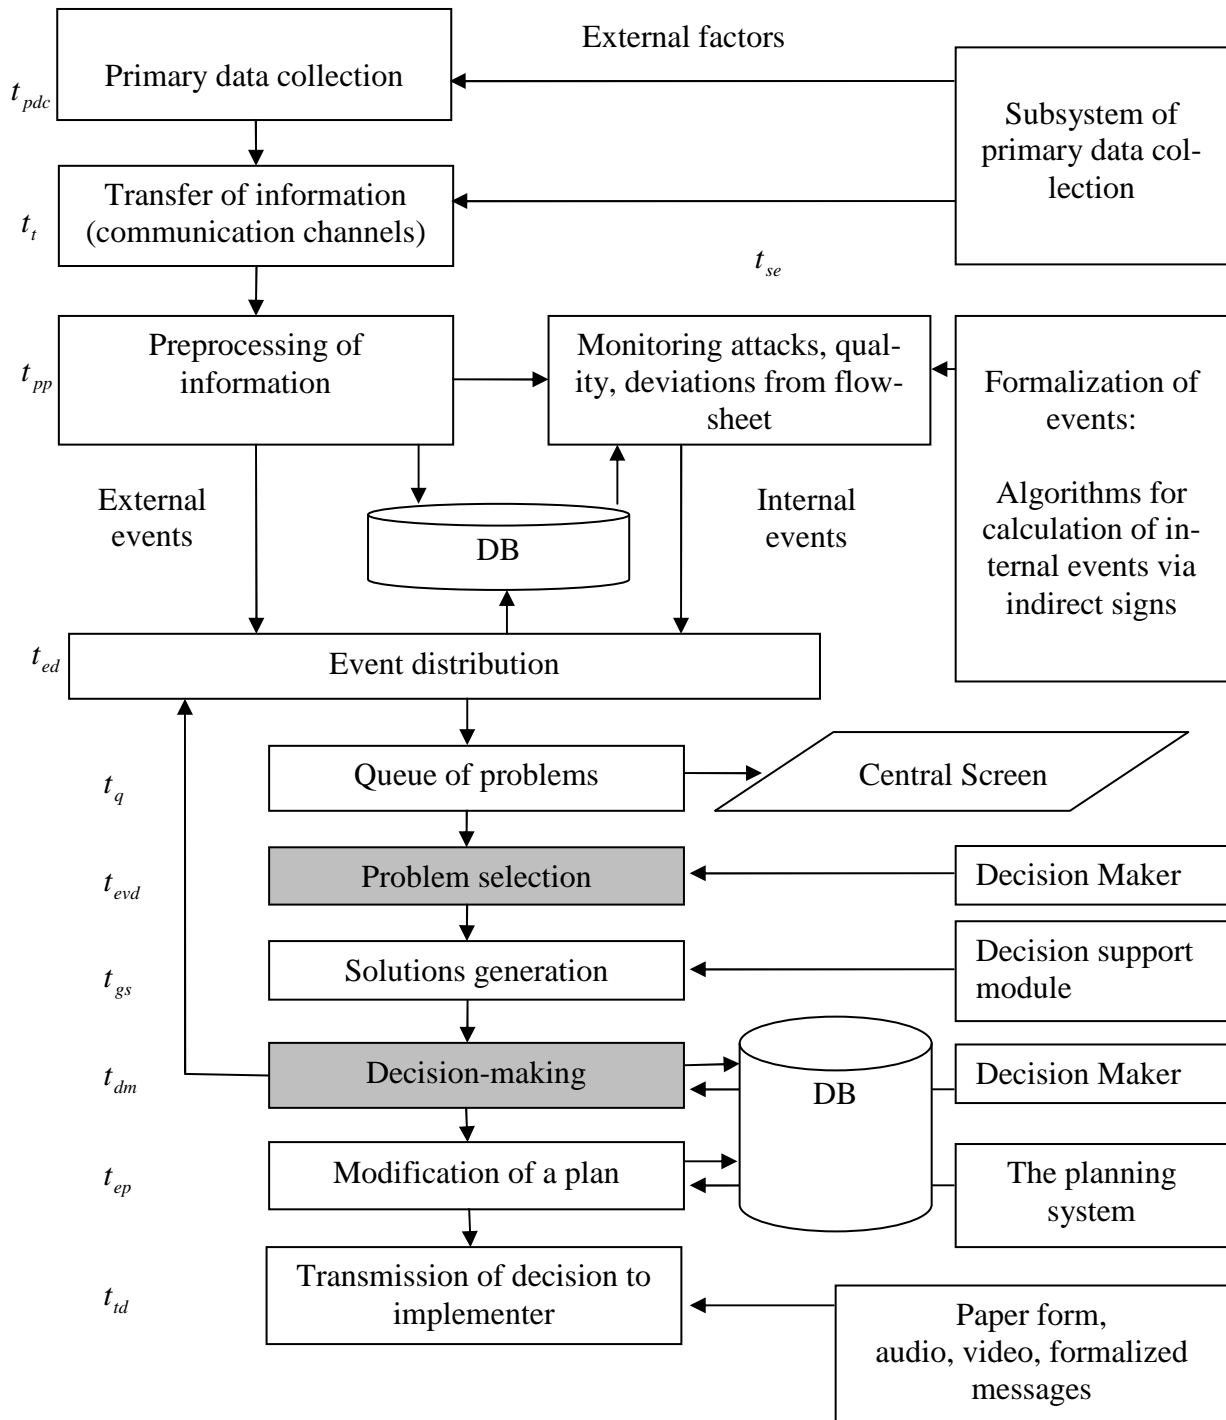 External factors
Primary data collection
t_pdc
Subsystem of
primary data col-
lection
Transfer of information
(communication channels)
t_t
t_se
Preprocessing of
information
t_pp
Monitoring attacks, qual-
ity, deviations from flow-
sheet
Formalization of
events:
Algorithms for
calculation of in-
ternal events via
indirect signs
External
events
DB
Internal
events
t_ed
Event distribution
t_q
Queue of problems
Central Screen
t_evd
Problem selection
Decision Maker
t_gs
Solutions generation
Decision support
module
t_dm
Decision-making
DB
Decision Maker
t_ep
Modification of a plan
The planning
system
t_td
Transmission of decision to
implementer
Paper form,
audio, video, formalized
messages